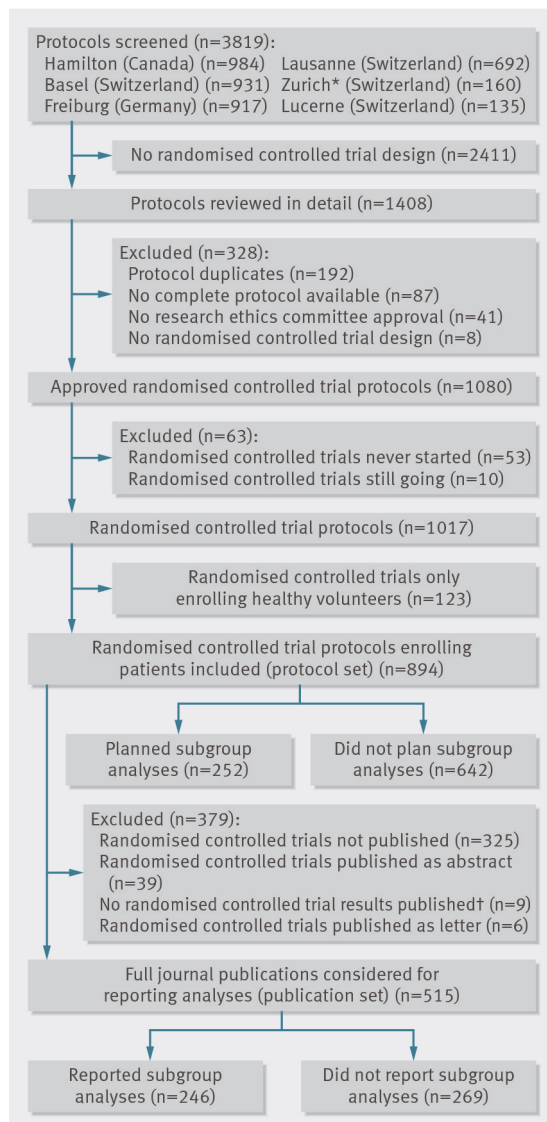 Protocols screened (n=3819):
Hamilton (Canada) (n=984) Lausanne (Switzerland) (n=692)
Basel (Switzerland) (n=931) Zurich* (Switzerland) (n=160)
Freiburg (Germany) (n=917) Lucerne (Switzerland) (n=135)
No randomised controlled trial design (n=2411)
Protocols reviewed in detail (n=1408)
Excluded (n=328):
Protocol duplicates (n=192)
No complete protocol available (n=87)
No research ethics committee approval (n=41)
No randomised controlled trial design (n=8)
Approved randomised controlled trial protocols (n=1080)
Excluded (n=63):
Randomised controlled trials never started (n=53)
Randomised controlled trials still going (n=10)
Randomised controlled trial protocols (n=1017)
Randomised controlled trials only
enrolling healthy volunteers (n=123)
Randomised controlled trial protocols enrolling
patients included (protocol set) (n=894)
Planned subgroup
analyses (n=252)
Did not plan subgroup
analyses (n=642)
Excluded (n=379):
Randomised controlled trials not published (n=325)
Randomised controlled trials published as abstract
(n=39)
No randomised controlled trial results published† (n=9)
Randomised controlled trials published as letter (n=6)
Full journal publications considered for
reporting analyses (publication set) (n=515)
Reported subgroup
analyses (n=246)
Did not report subgroup
analyses (n=269)